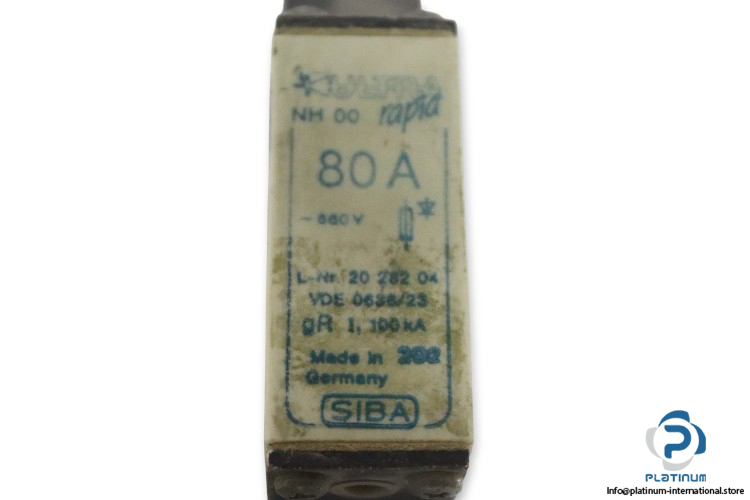 ULTRA
NH 00 rapid
80 A
~ 660 V
L-Nr. 20 282 04
VDE 0636/23
gR I, 100 kA
Made in
Germany
SIBA
PLATINUM
Info@platinum-international.store